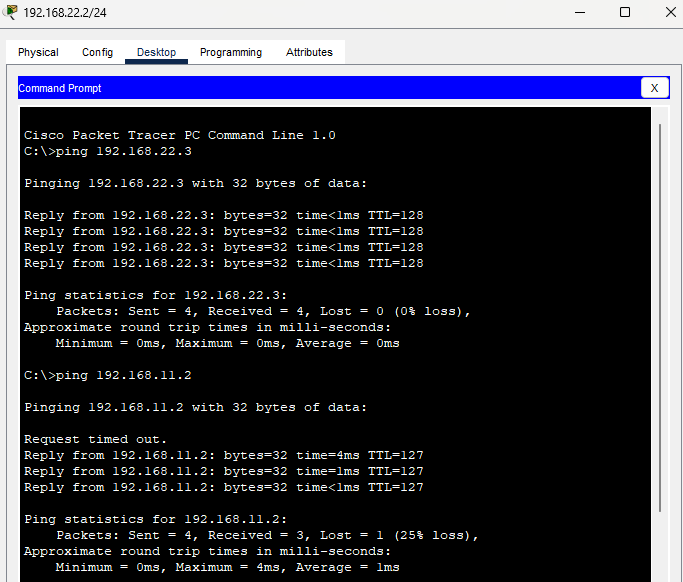 192.168.22.2/24
Physical Config Desktop Programming Attributes
Command Prompt X
Cisco Packet Tracer PC Command Line 1.0
C:\>ping 192.168.22.3
Pinging 192.168.22.3 with 32 bytes of data:
Reply from 192.168.22.3: bytes=32 time<1ms TTL=128
Reply from 192.168.22.3: bytes=32 time<1ms TTL=128
Reply from 192.168.22.3: bytes=32 time<1ms TTL=128
Reply from 192.168.22.3: bytes=32 time<1ms TTL=128
Ping statistics for 192.168.22.3:
    Packets: Sent = 4, Received = 4, Lost = 0 (0% loss),
Approximate round trip times in milli-seconds:
    Minimum = 0ms, Maximum = 0ms, Average = 0ms
C:\>ping 192.168.11.2
Pinging 192.168.11.2 with 32 bytes of data:
Request timed out.
Reply from 192.168.11.2: bytes=32 time=4ms TTL=127
Reply from 192.168.11.2: bytes=32 time=1ms TTL=127
Reply from 192.168.11.2: bytes=32 time<1ms TTL=127
Ping statistics for 192.168.11.2:
    Packets: Sent = 4, Received = 3, Lost = 1 (25% loss),
Approximate round trip times in milli-seconds:
    Minimum = 0ms, Maximum = 4ms, Average = 1ms